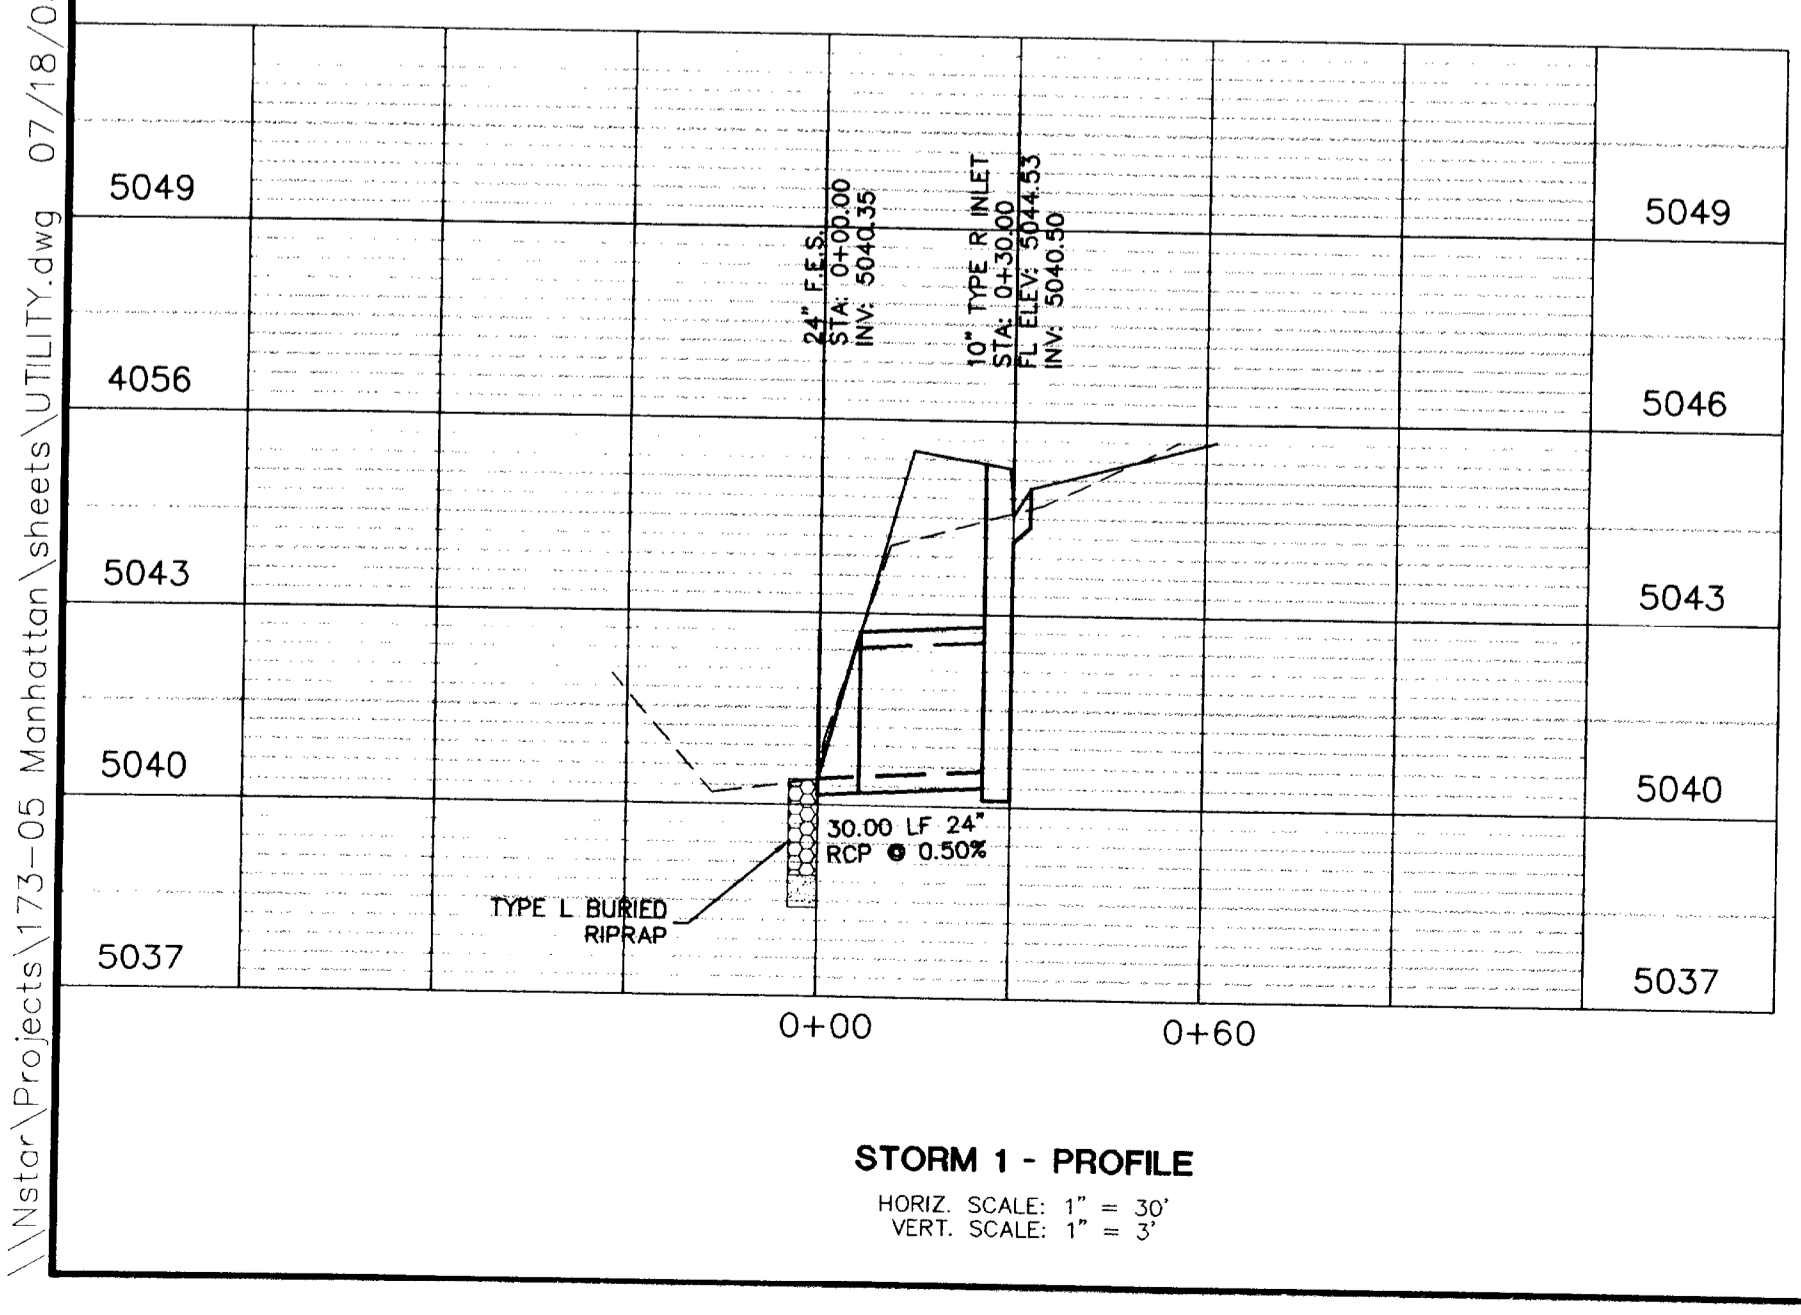 \\Nstar\Projects\173-05 Manhattan\sheets\UTILITY.dwg 07/18/0
5049
4056
5043
5040
5037
24" F.E.S.
STA: 0+00.00
INV: 5040.35
10" TYPE R INLET
STA: 0+30.00
FL ELEV: 5044.53
INV: 5040.50
5049
5046
5043
5040
5037
30.00 LF 24"
RCP @ 0.50%
TYPE L BURIED
RIPRAP
0+00
0+60
STORM 1 - PROFILE
HORIZ. SCALE: 1" = 30'
VERT. SCALE: 1" = 3'